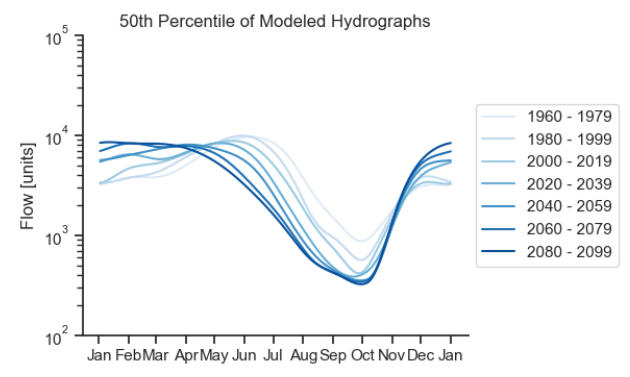 50th Percentile of Modeled Hydrographs
10^5
10^4
10^3
10^2
Flow [units]
Jan Feb Mar Apr May Jun Jul Aug Sep Oct Nov Dec Jan
1960 - 1979
1980 - 1999
2000 - 2019
2020 - 2039
2040 - 2059
2060 - 2079
2080 - 2099